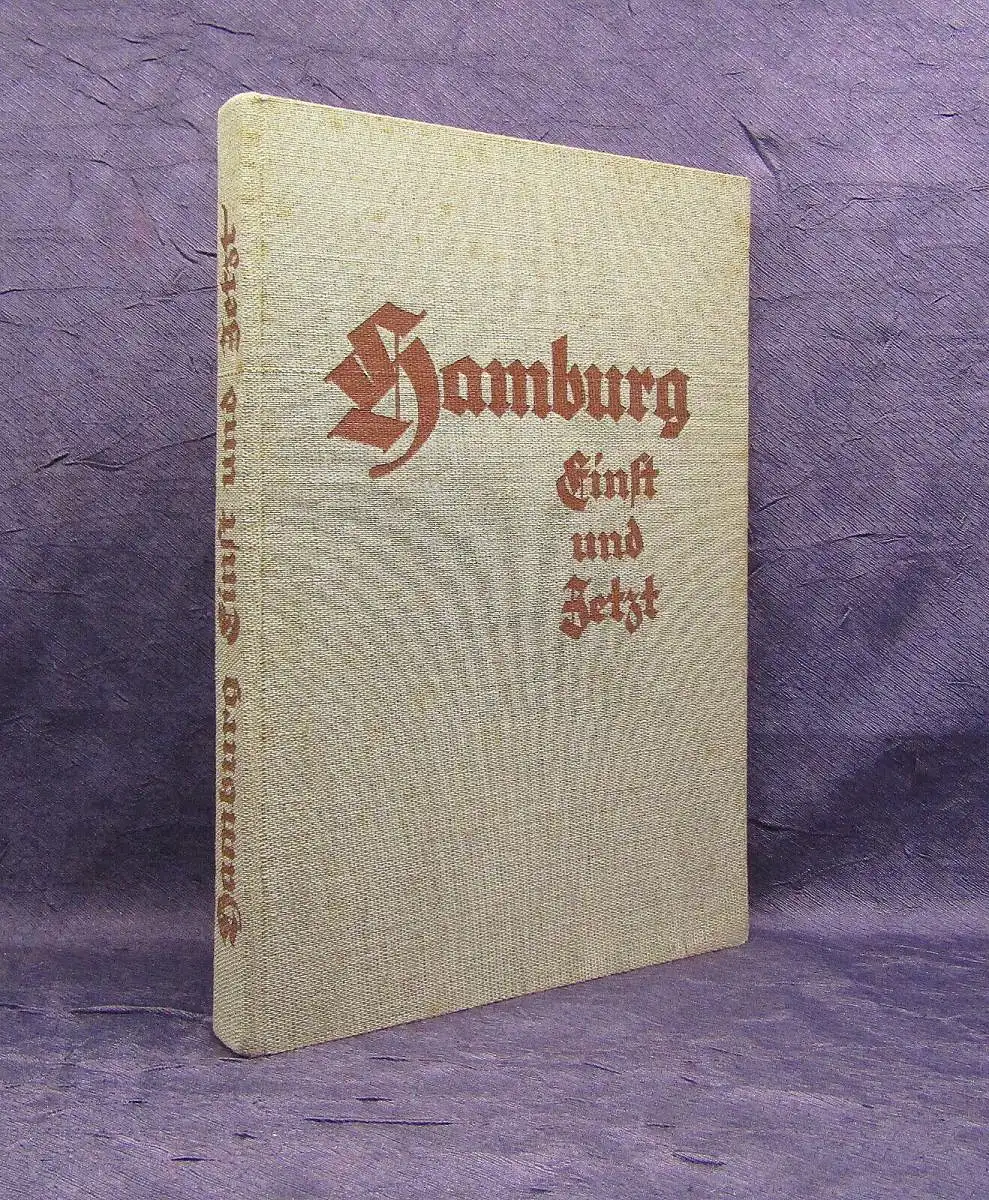 Hamburg
Einst
und
Jetzt
Hamburg Einst und Jetzt